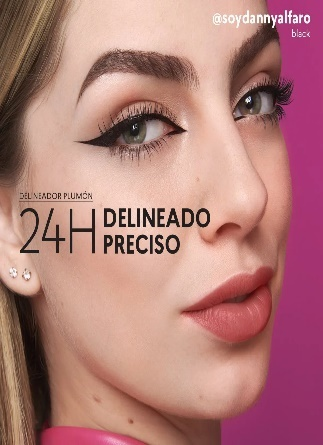 @soydannyalfaro
black
DELINEADOR PLUMÓN
24H DELINEADO
PRECISO